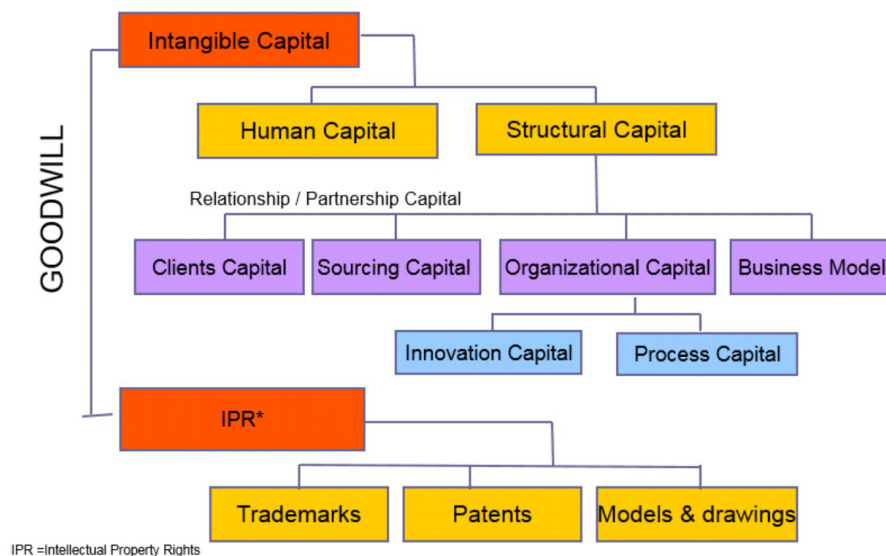 Intangible Capital
Human Capital
Structural Capital
GOODWILL
Relationship / Partnership Capital
Clients Capital
Sourcing Capital
Organizational Capital
Business Model
Innovation Capital
Process Capital
IPR*
Trademarks
Patents
Models & drawings
IPR =Intellectual Property Rights